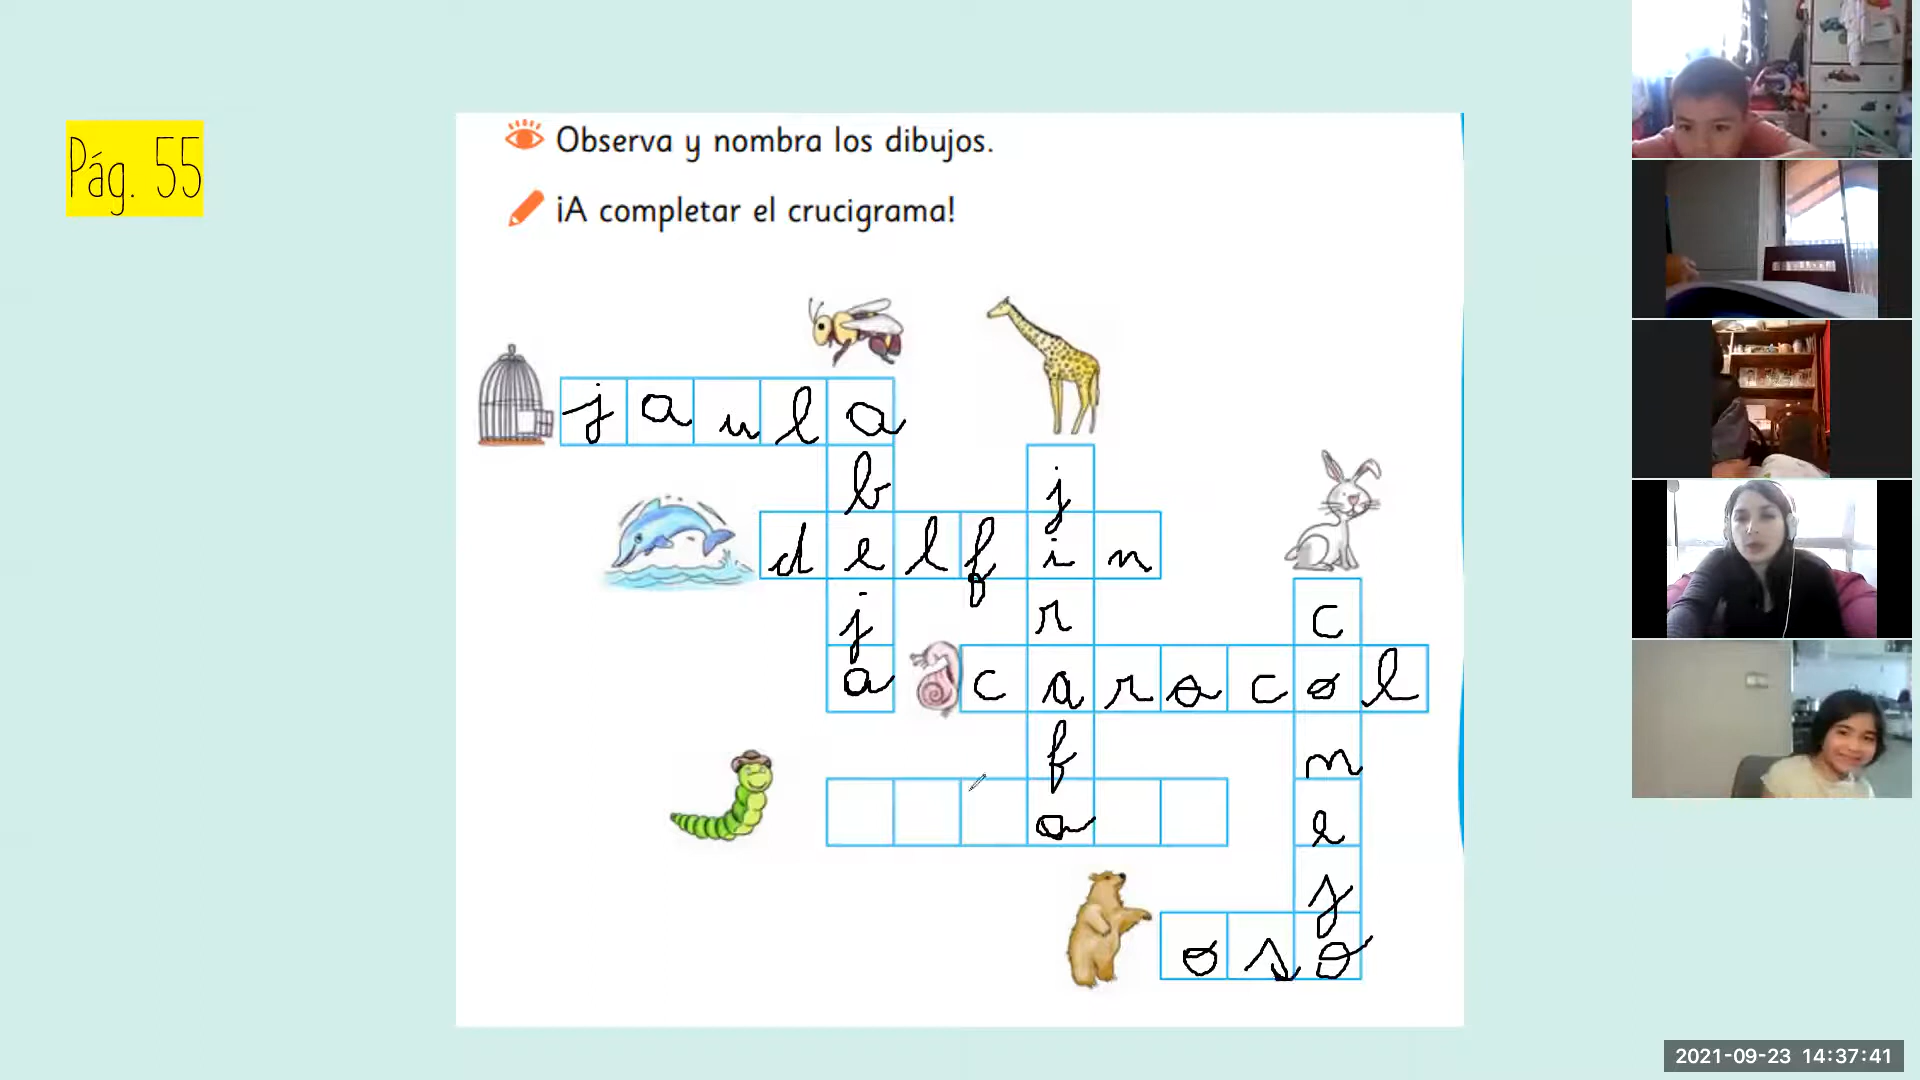 Pág. 55
Observa y nombra los dibujos.
¡A completar el crucigrama!
jaula
abeja
jirafa
delfin
conejo
caracol
oso
2021-09-23 14:37:41